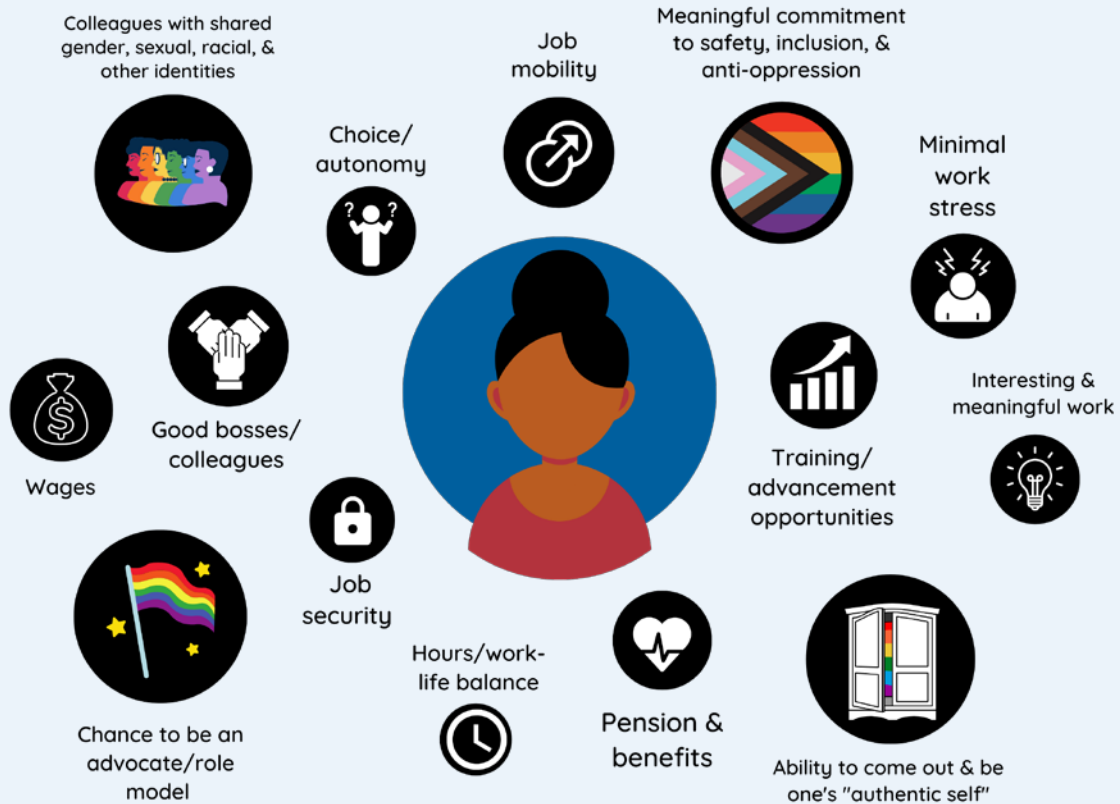 Colleagues with shared
gender, sexual, racial, &
other identities
Job
mobility
Meaningful commitment
to safety, inclusion, &
anti-oppression
Choice/
autonomy
? ?
Minimal
work
stress
Good bosses/
colleagues
$
Wages
Interesting &
meaningful work
Training/
advancement
opportunities
Job
security
Hours/work-
life balance
Pension &
benefits
Chance to be an
advocate/role
model
Ability to come out & be
one's "authentic self"